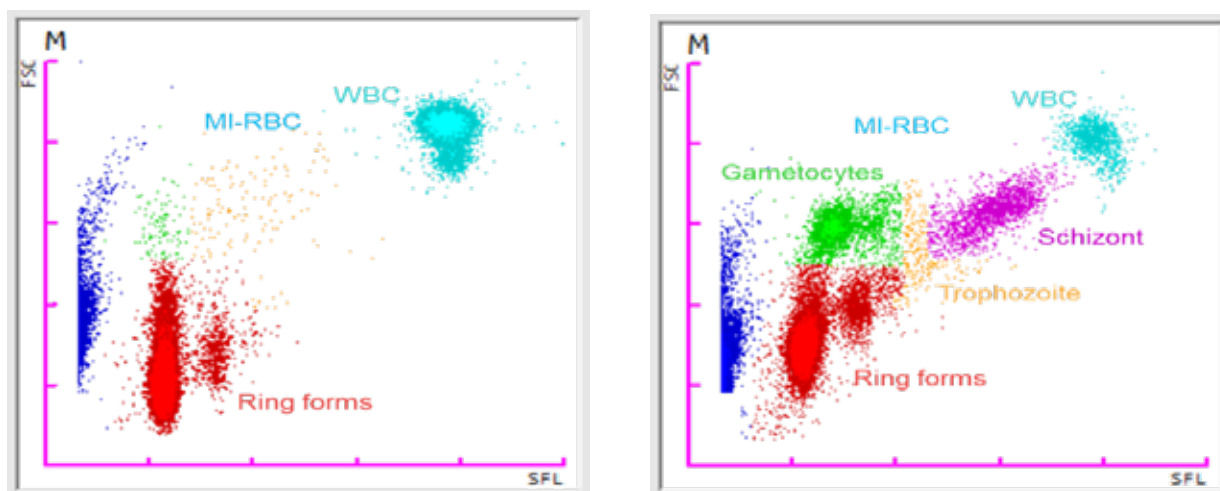 M
FSC
WBC
MI-RBC
Ring forms
SFL
M
FSC
WBC
MI-RBC
Gametocytes
Schizont
Trophozoite
Ring forms
SFL